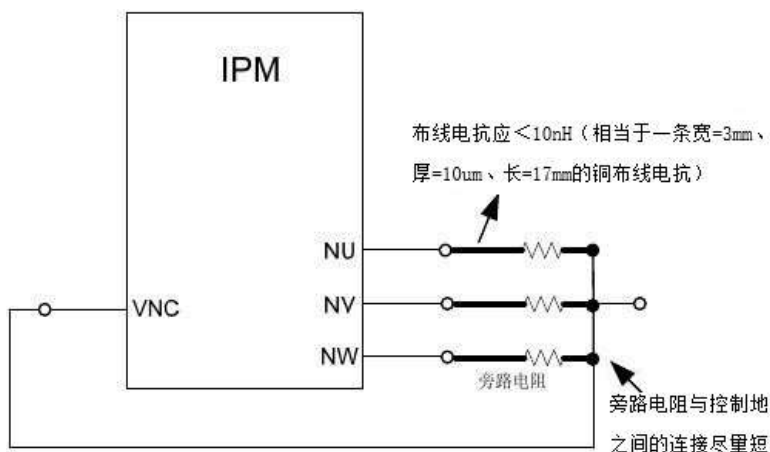 IPM
布线电抗应＜10nH（相当于一条宽=3mm、
厚=10um、长=17mm的铜布线电抗）
NU
VNC
NV
NW
旁路电阻
旁路电阻与控制地
之间的连接尽量短